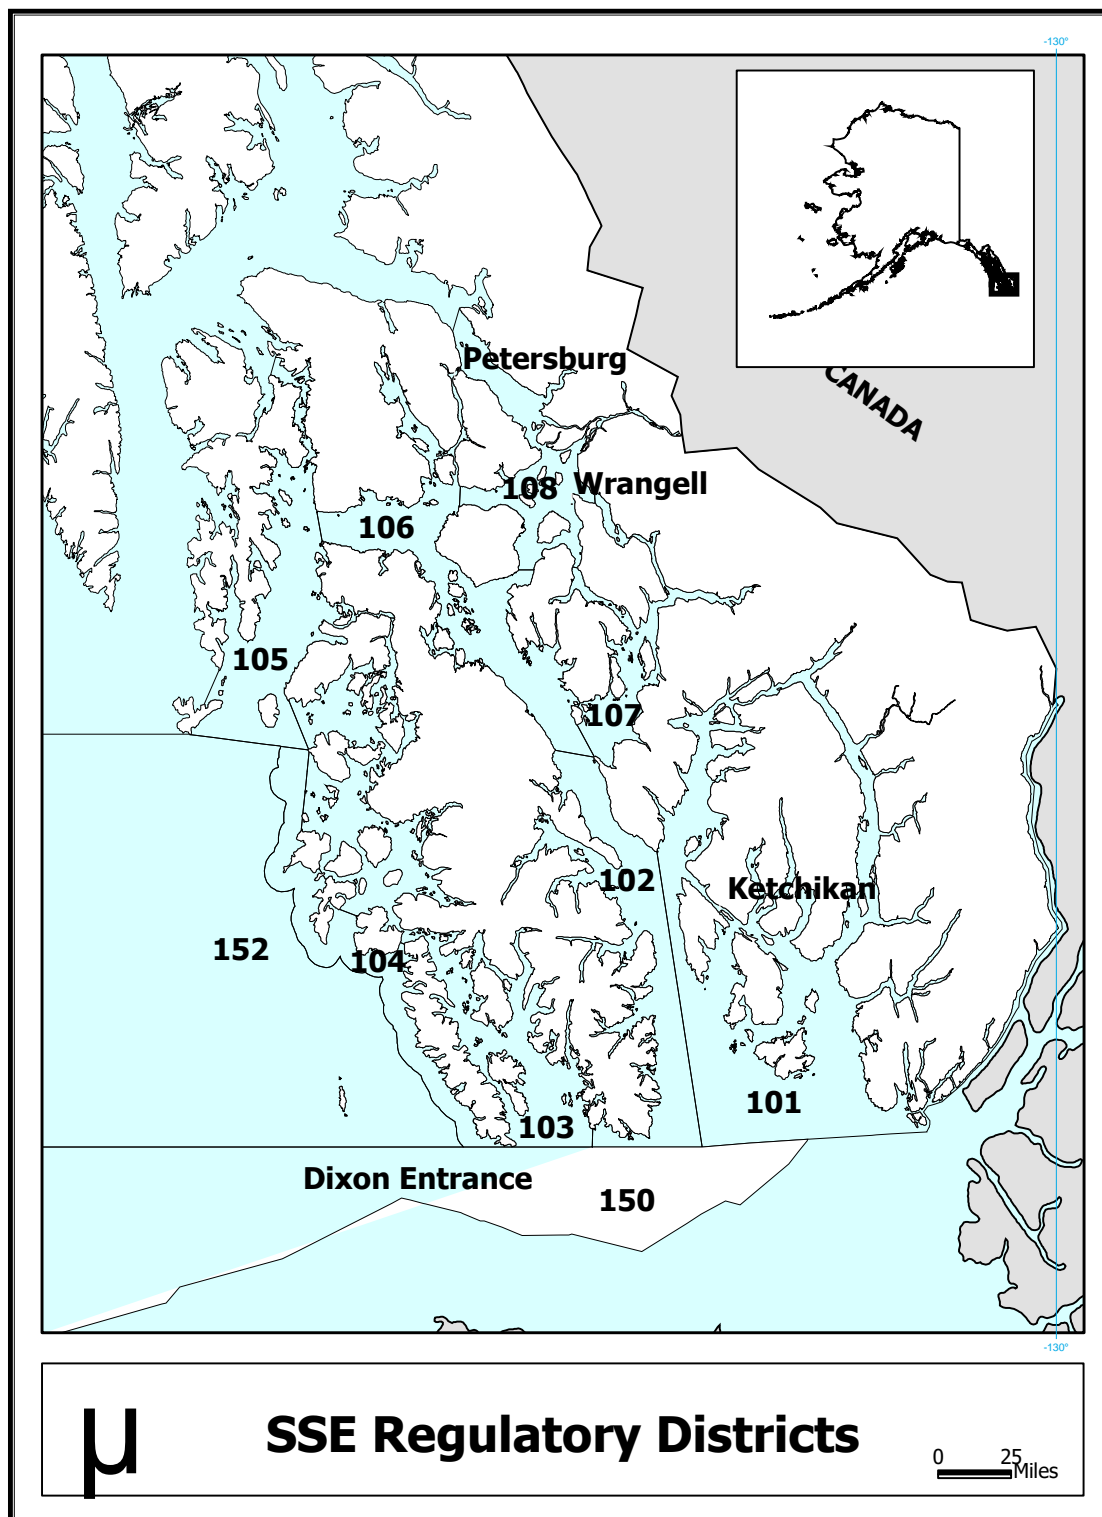 -130°
CANADA
Petersburg
108
Wrangell
106
105
107
102
Ketchikan
152
104
101
103
Dixon Entrance
150
-130°
µ
SSE Regulatory Districts
0 25
Miles